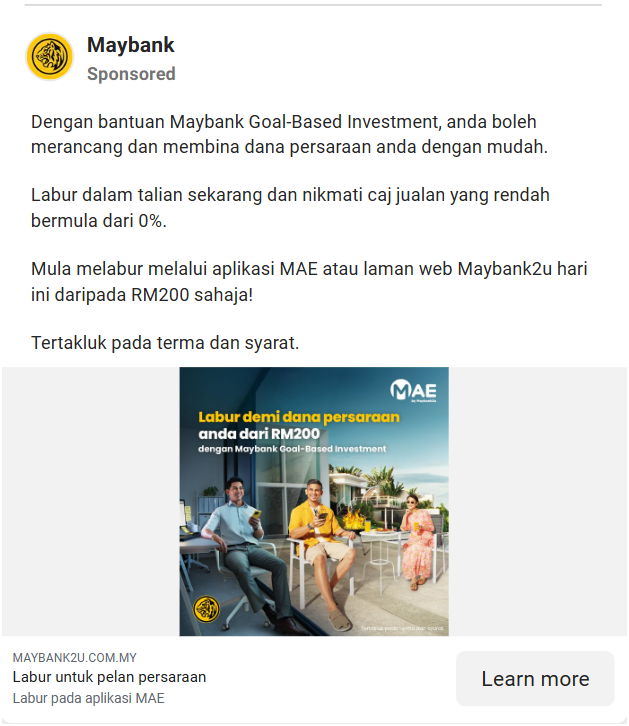 Maybank
Sponsored
Dengan bantuan Maybank Goal-Based Investment, anda boleh
merancang dan membina dana persaraan anda dengan mudah.
Labur dalam talian sekarang dan nikmati caj jualan yang rendah
bermula dari 0%.
Mula melabur melalui aplikasi MAE atau laman web Maybank2u hari
ini daripada RM200 sahaja!
Tertakluk pada terma dan syarat.
MAE
by Maybank2u
Labur demi dana persaraan
anda dari RM200
dengan Maybank Goal-Based Investment
Tertakluk pada terma dan syarat.
MAYBANK2U.COM.MY
Labur untuk pelan persaraan
Labur pada aplikasi MAE
Learn more